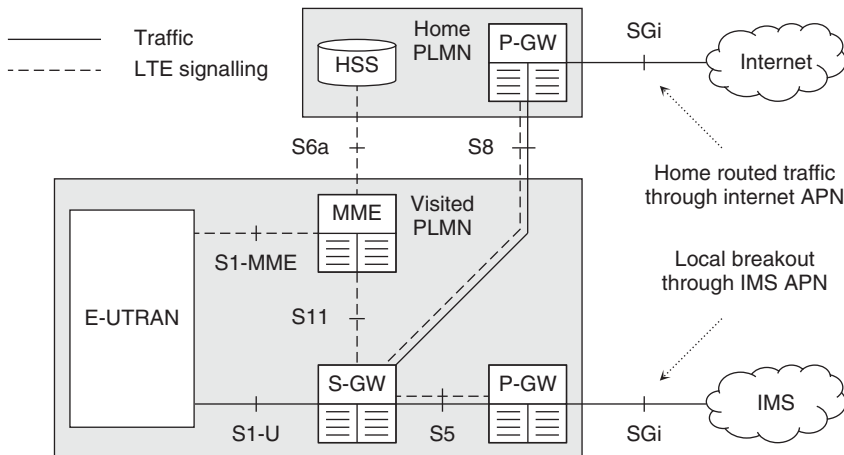 Traffic
LTE signalling
Home
PLMN
HSS
P-GW
SGi
Internet
S6a
S8
Home routed traffic
through internet APN
Visited
PLMN
MME
S1-MME
Local breakout
through IMS APN
E-UTRAN
S11
S-GW
P-GW
IMS
S1-U
S5
SGi